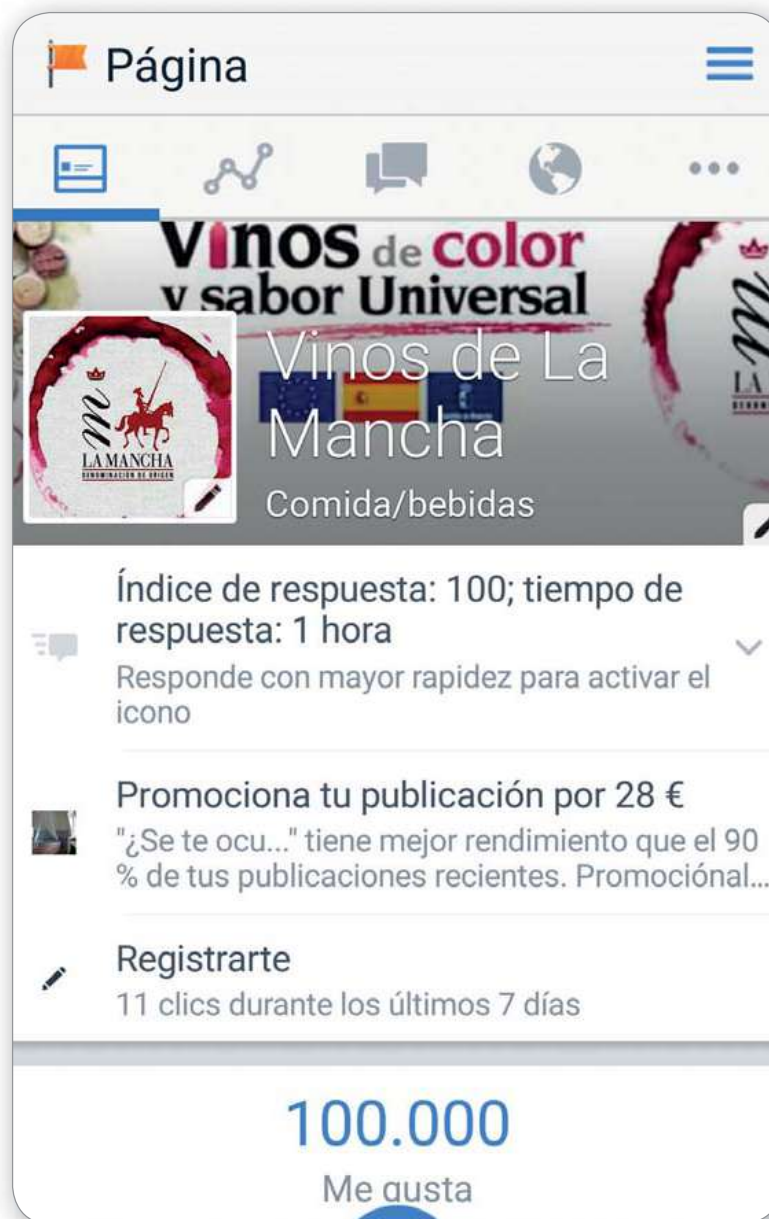 Página
Vinos de color
y sabor Universal
Vinos de La
Mancha
Comida/bebidas
m
LA MANCHA
DENOMINACIÓN DE ORIGEN
Índice de respuesta: 100; tiempo de
respuesta: 1 hora
Responde con mayor rapidez para activar el
icono
Promociona tu publicación por 28 €
"¿Se te ocu..." tiene mejor rendimiento que el 90
% de tus publicaciones recientes. Promociónal...
Registrarte
11 clics durante los últimos 7 días
100.000
Me gusta